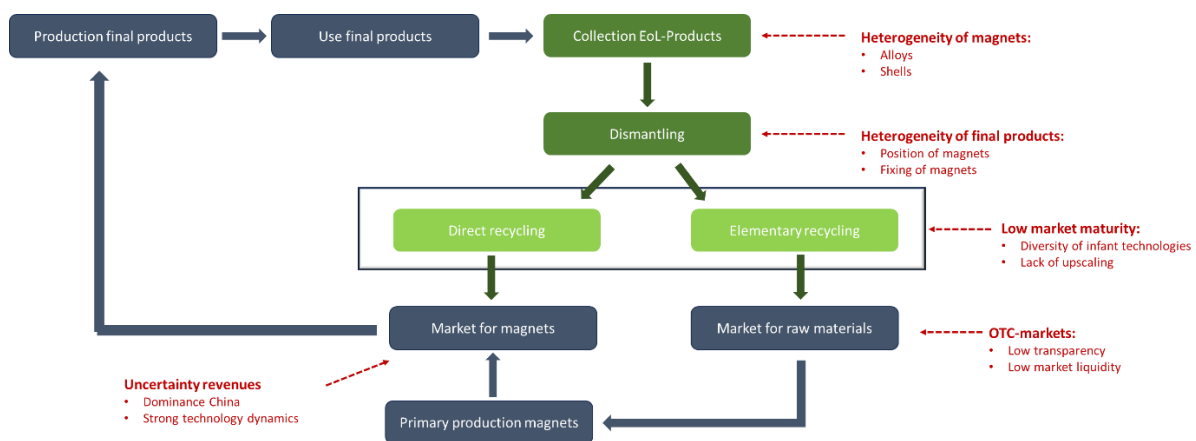 Production final products
Use final products
Collection EoL-Products
Heterogeneity of magnets:
• Alloys
• Shells
Dismantling
Heterogeneity of final products:
• Position of magnets
• Fixing of magnets
Direct recycling
Elementary recycling
Low market maturity:
• Diversity of infant technologies
• Lack of upscaling
Market for magnets
Market for raw materials
OTC-markets:
• Low transparency
• Low market liquidity
Uncertainty revenues
• Dominance China
• Strong technology dynamics
Primary production magnets